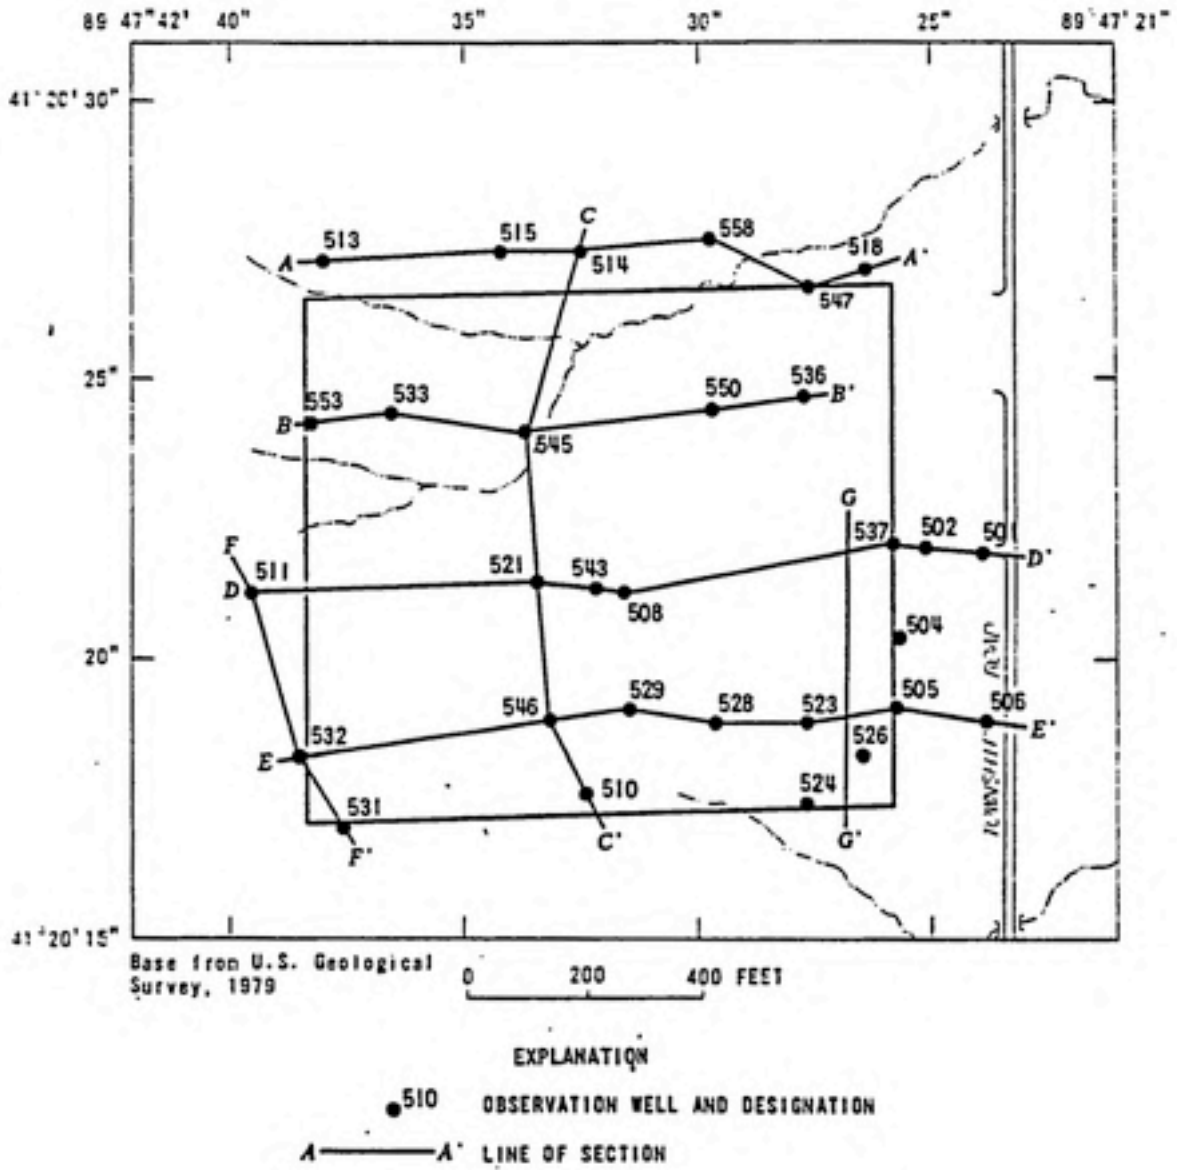 89 47"42' 40" 35" 30" 25" 89°47'21"
41°20'30"
C
513 515 558
A 514 518 A'
547
25"
553 533 550 536
B B'
545
G
F 537 502 501
511 521 543 D'
D 508
504
20"
546 529 528 523 505 506
532 E'
E 526
510 524
531
F' C' G'
TOWNSHIP ROAD
41°20'15"
Base from U.S. Geological
Survey, 1979
0 200 400 FEET
EXPLANATION
510 OBSERVATION WELL AND DESIGNATION
A A' LINE OF SECTION